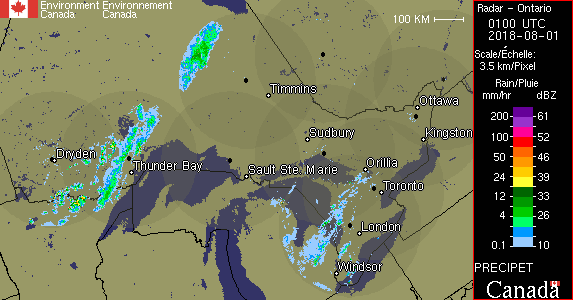 Environment Environnement
Canada Canada
100 KM
Timmins
Ottawa
Sudbury
Kingston
Dryden
Thunder Bay
Sault Ste. Marie
Orillia
Toronto
London
Windsor
Radar - Ontario
0100 UTC
2018-08-01
Scale/Échelle:
3.5 km/Pixel
Rain/Pluie
mm/hr dBZ
200 61
100 52
50 46
24 39
12 33
4 26
0.1 10
PRECIPET
Canada